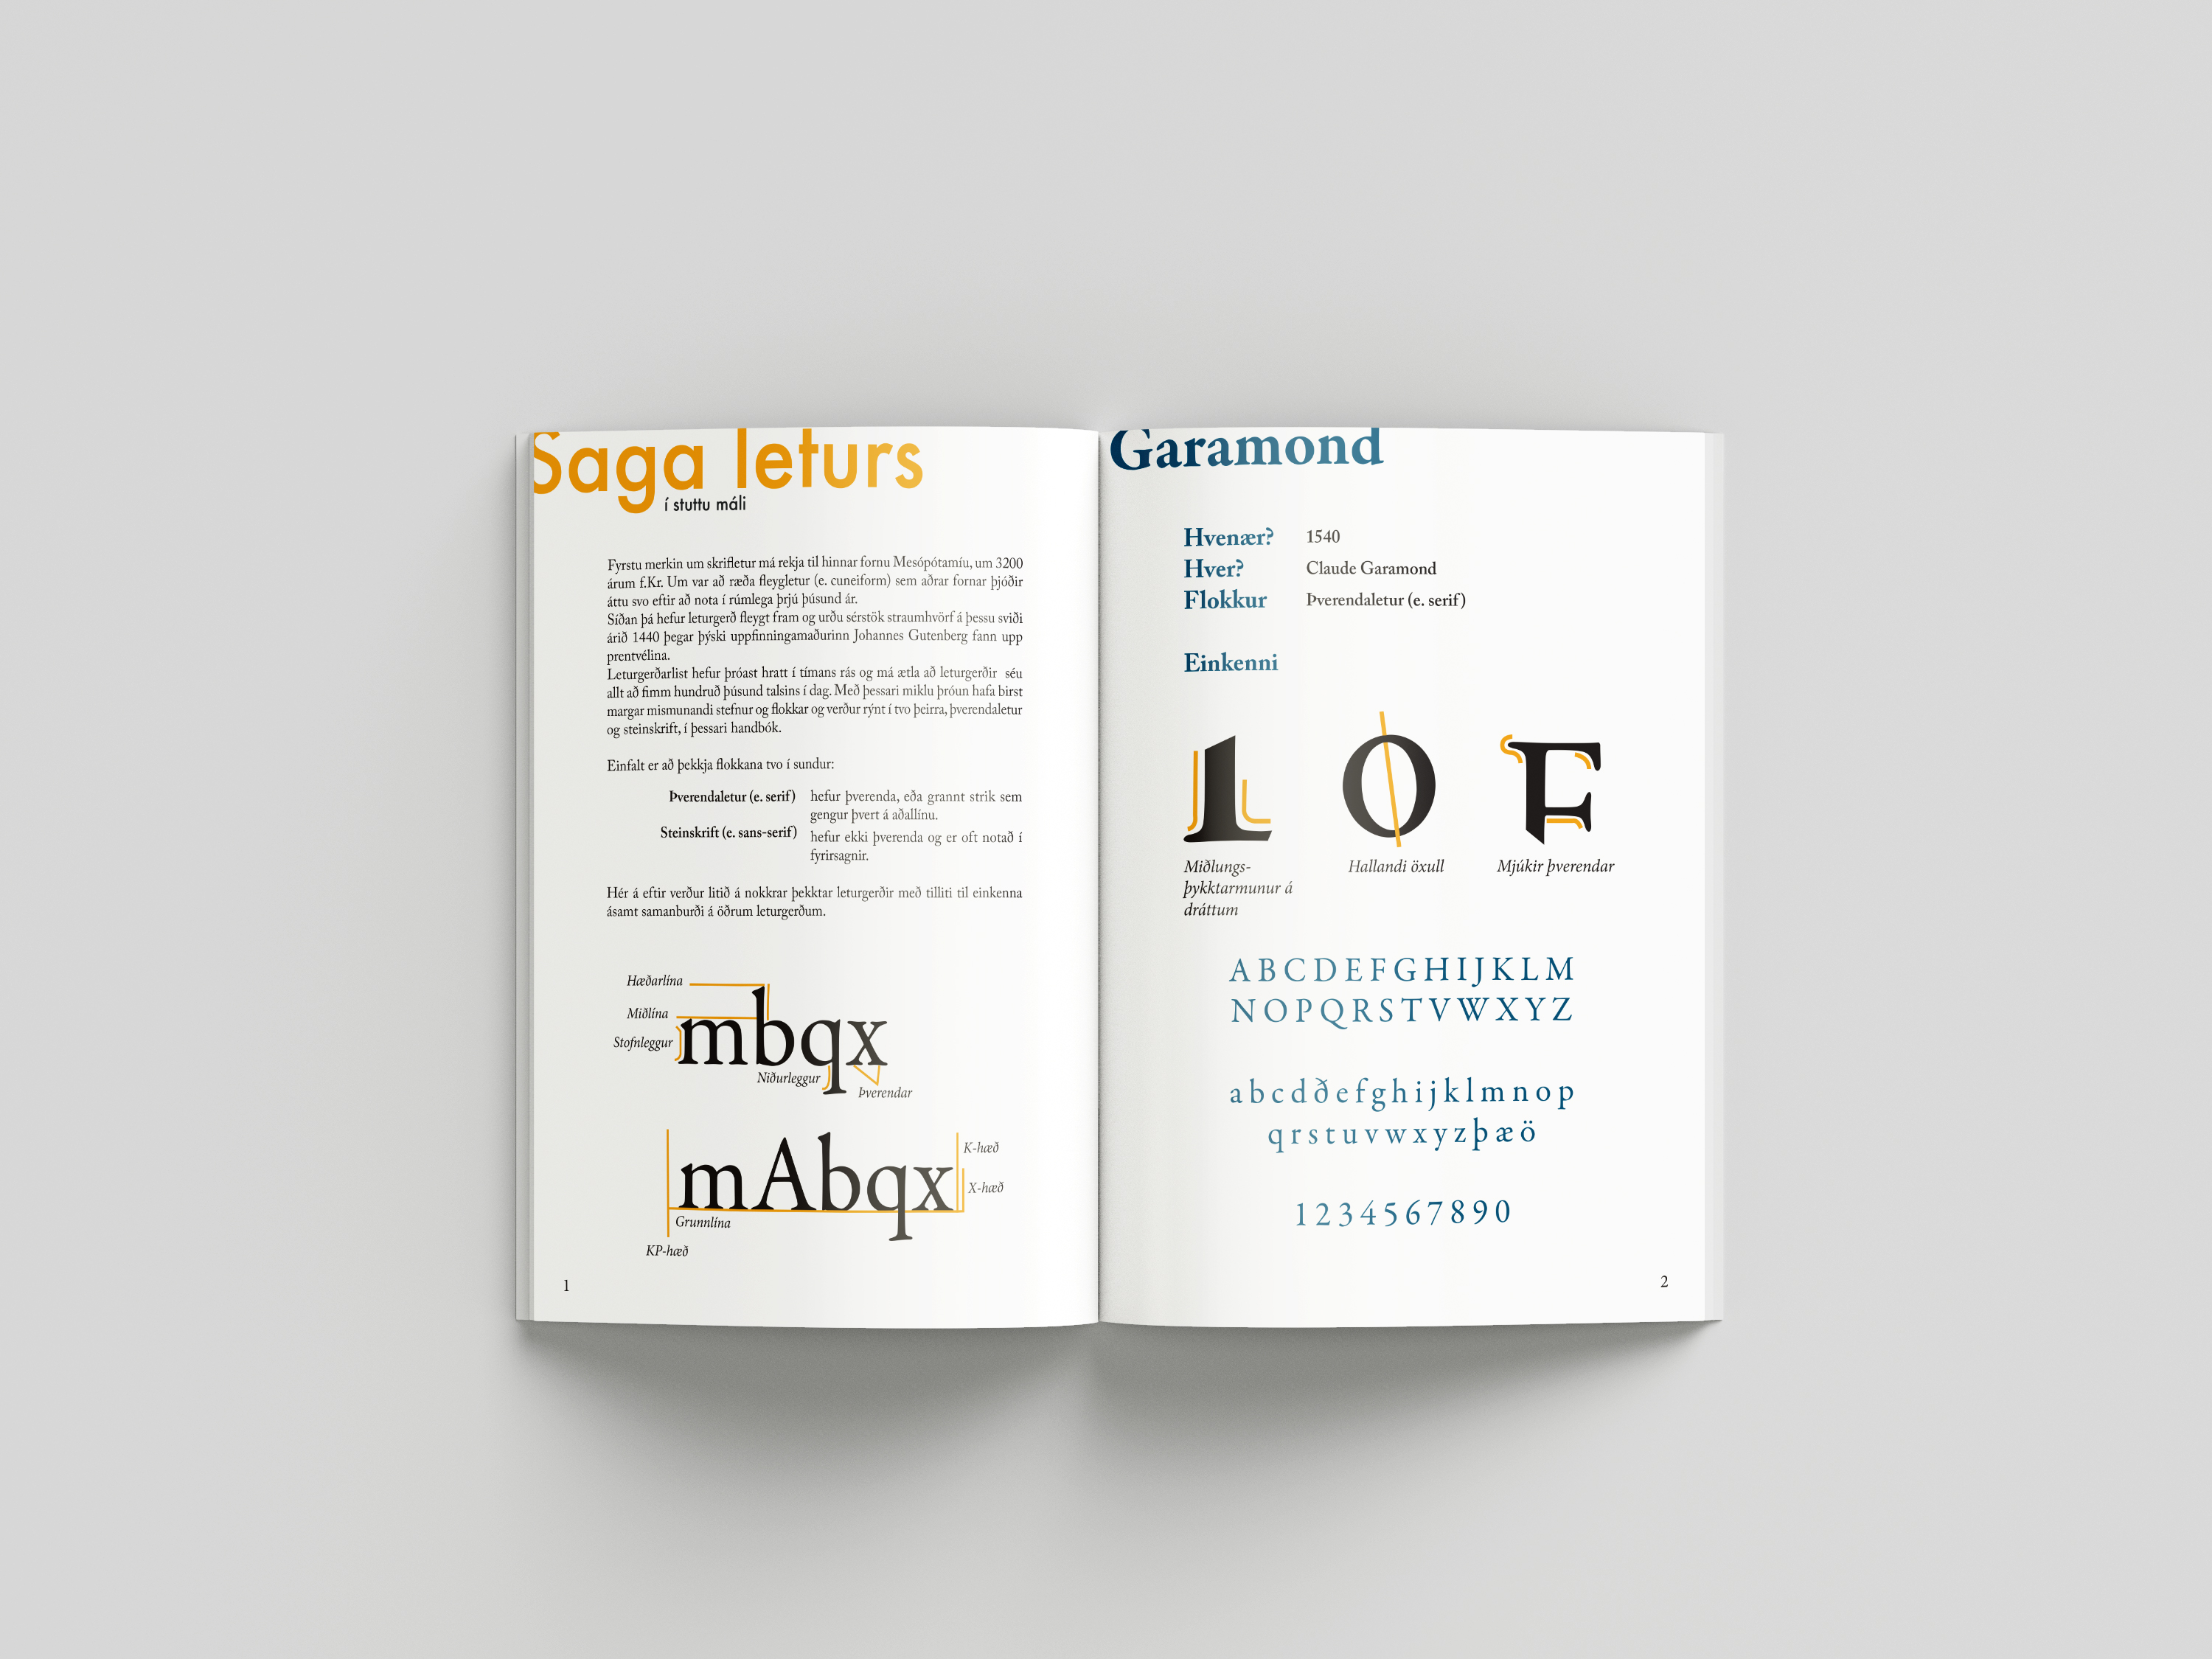 Saga leturs
í stuttu máli
Fyrstu merkin um skrifletur má rekja til hinnar fornu Mesópótamíu, um 3200
árum f.Kr. Um var að ræða fleygletur (e. cuneiform) sem aðrar fornar þjóðir
áttu svo eftir að nota í rúmlega þrjú þúsund ár.
Síðan þá hefur leturgerð fleygt fram og urðu sérstök straumhvörf á þessu sviði
árið 1440 þegar þýski uppfinningamaðurinn Johannes Gutenberg fann upp
prentvélina.
Leturgerðarlist hefur þróast hratt í tímans rás og má ætla að leturgerðir séu
allt að fimm hundruð þúsund talsins í dag. Með þessari miklu þróun hafa birst
margar mismunandi stefnur og flokkar og verður rýnt í tvo þeirra, þverendaletur
og steinskrift, í þessari handbók.
Einfalt er að þekkja flokkana tvo í sundur:
Þverendaletur (e. serif) hefur þverenda, eða grannt strik sem
gengur þvert á aðallínu.
Steinskrift (e. sans-serif) hefur ekki þverenda og er oft notað í
fyrirsagnir.
Hér á eftir verður litið á nokkrar þekktar leturgerðir með tilliti til einkenna
ásamt samanburði á öðrum leturgerðum.
Hæðarlína
Miðlína
Stofnleggur
mbqx
Niðurleggur
Þverendar
mAbqx
K-hæð
X-hæð
Grunnlína
KP-hæð
1
Garamond
Hvenær? 1540
Hver? Claude Garamond
Flokkur Þverendaletur (e. serif)
Einkenni
L O F
Miðlungs-
þykktarmunur á
dráttum
Hallandi öxull
Mjúkir þverendar
A B C D E F G H I J K L M
N O P Q R S T V W X Y Z
a b c d ð e f g h i j k l m n o p
q r s t u v w x y z þ æ ö
1 2 3 4 5 6 7 8 9 0
2